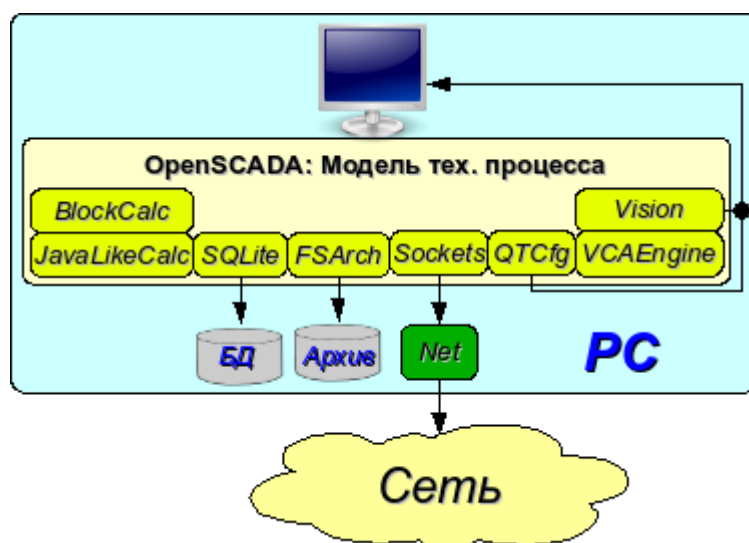 OpenSCADA: Модель тех. процесса
BlockCalc
Vision
JavaLikeCalc
SQLite
FSArch
Sockets
QTCfg
VCAEngine
БД
Архив
Net
PC
Сеть